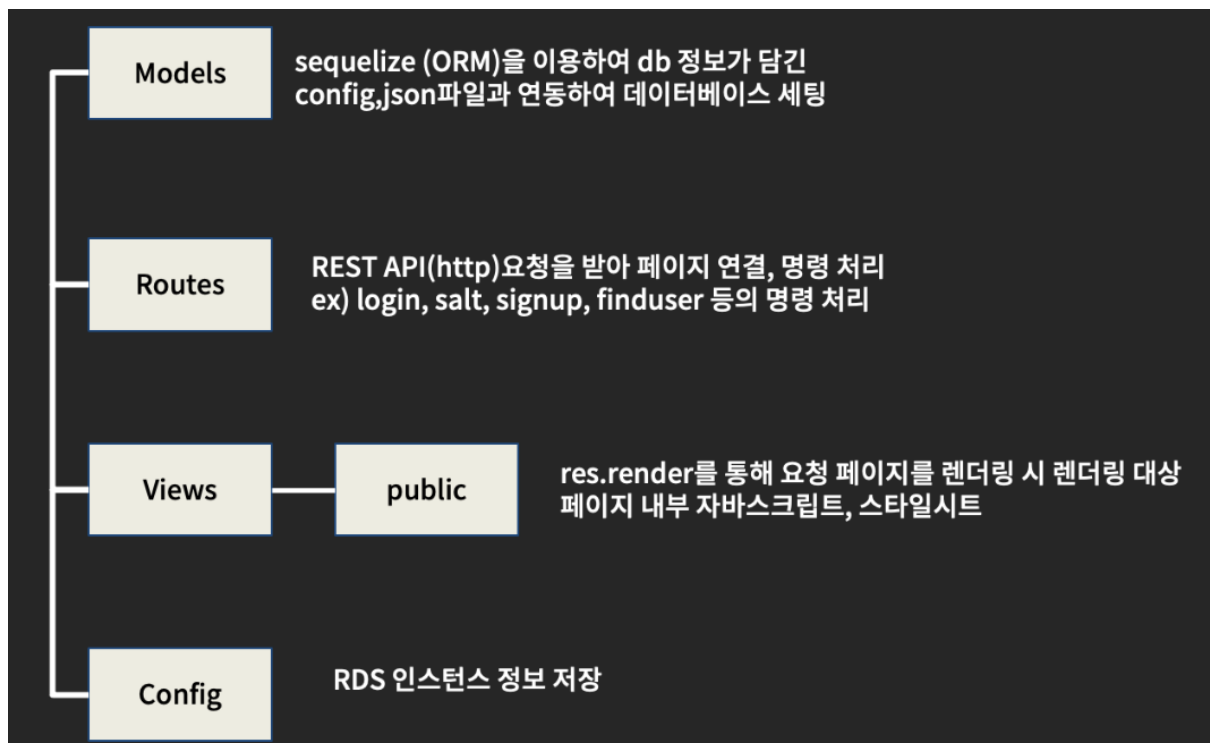 Models
sequelize (ORM)을 이용하여 db 정보가 담긴
config,json파일과 연동하여 데이터베이스 세팅
Routes
REST API(http)요청을 받아 페이지 연결, 명령 처리
ex) login, salt, signup, finduser 등의 명령 처리
Views
public
res.render를 통해 요청 페이지를 렌더링 시 렌더링 대상
페이지 내부 자바스크립트, 스타일시트
Config
RDS 인스턴스 정보 저장